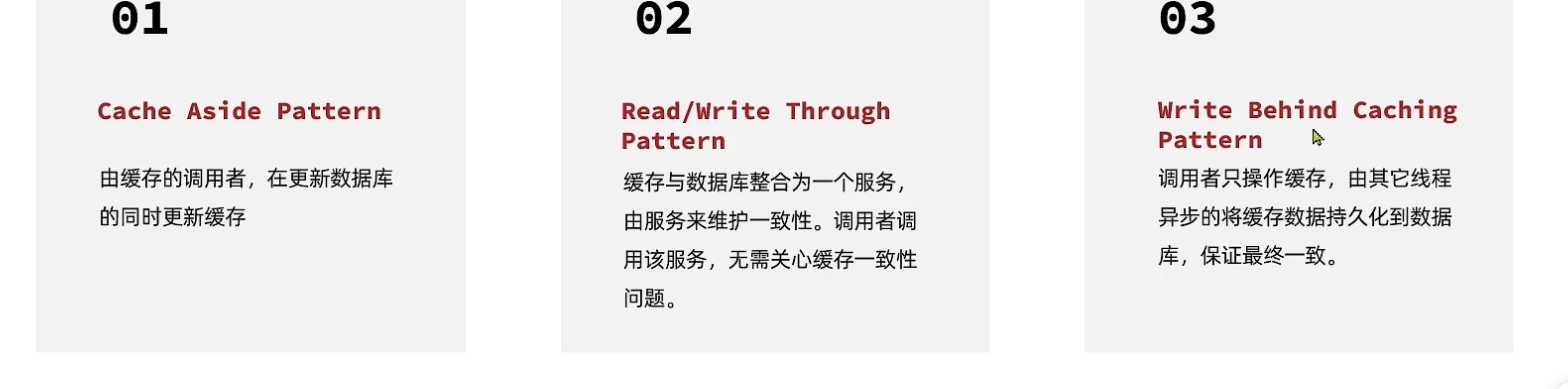 01
Cache Aside Pattern
由缓存的调用者，在更新数据库
的同时更新缓存
02
Read/Write Through
Pattern
缓存与数据库整合为一个服务，
由服务来维护一致性。调用者调
用该服务，无需关心缓存一致性
问题。
03
Write Behind Caching
Pattern
调用者只操作缓存，由其它线程
异步的将缓存数据持久化到数据
库，保证最终一致。